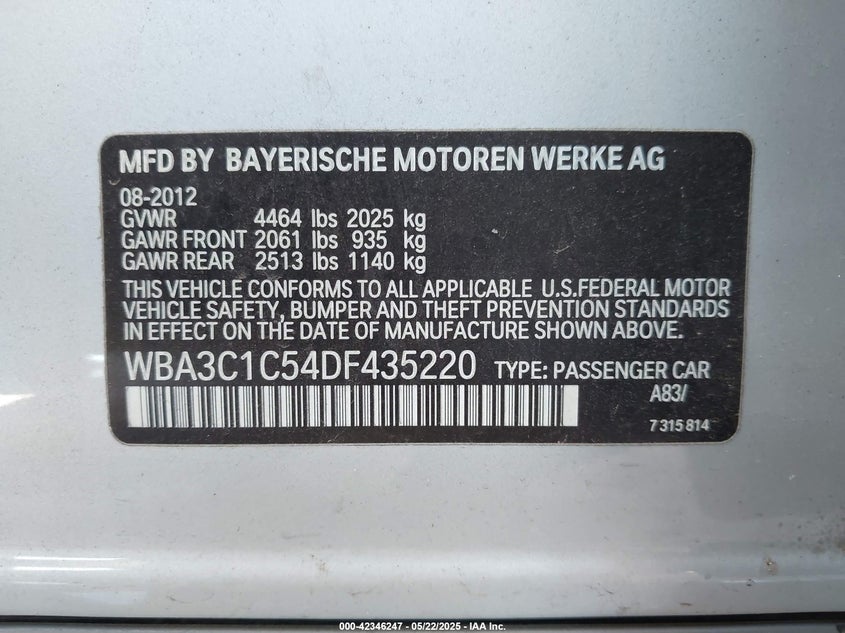 MFD BY BAYERISCHE MOTOREN WERKE AG
08-2012
GVWR 4464 lbs 2025 kg
GAWR FRONT 2061 lbs 935 kg
GAWR REAR 2513 lbs 1140 kg
THIS VEHICLE CONFORMS TO ALL APPLICABLE U.S.FEDERAL MOTOR
VEHICLE SAFETY, BUMPER AND THEFT PREVENTION STANDARDS
IN EFFECT ON THE DATE OF MANUFACTURE SHOWN ABOVE.
WBA3C1C54DF435220 TYPE: PASSENGER CAR
A83/
7 315 814
000-42346247 - 05/22/2025 - IAA Inc.